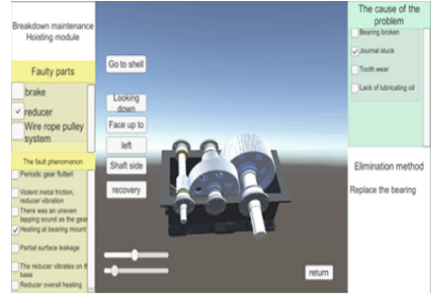 Breakdown maintenance
Hoisting module
Faulty parts
brake
reducer
Wire rope pulley
system
The fault phenomenon
Periodic gear flutter!
Violent metal friction,
reducer vibration
There was an uneven
tapping sound as the gear
Heating at bearing mount
Partial surface leakage
The reducer vibrates on th
base
Reducer overall heating
Go to shell
Looking
down
Face up to
left
Shaft side
recovery
return
The cause of the
problem
Bearing broken
Journal stuck
Tooth wear
Lack of lubricating oil
Elimination method
Replace the bearing